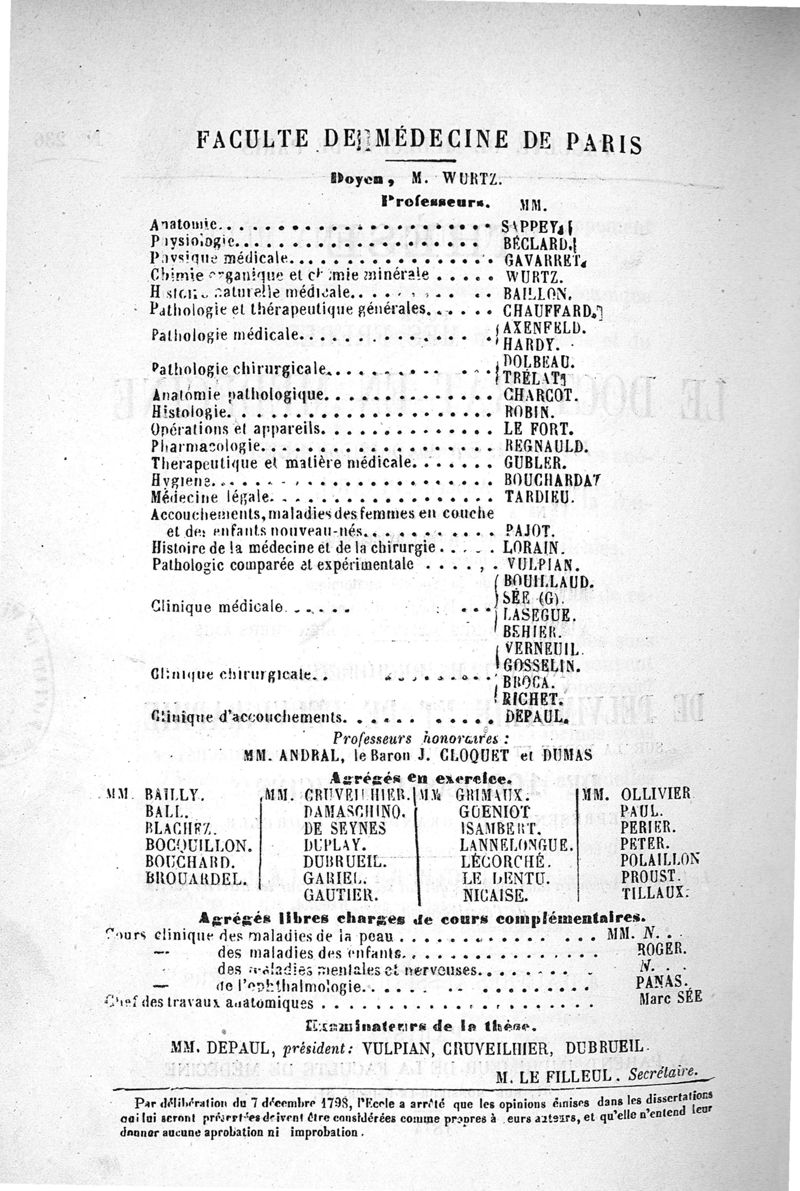 FACULTE DE MÉDECINE DE PARIS
Doyen, M. WURTZ.
Professeurs. MM.
Anatomie. . . . . . . . . . . . . . . . . . . . . . SAPPEY.
Physiologie. . . . . . . . . . . . . . . . . . . . BÉCLARD.
Physique médicale. . . . . . . . . . . . . . . . . GAVARRET.
Chimie organique et chimie minérale . . . . . WURTZ.
Histoire naturelle médicale. . . . . . . . . . BAILLON.
Pathologie et thérapeutique générales. . . . . . CHAUFFARD.
Pathologie médicale. . . . . . . . . . . . . . { AXENFELD.
HARDY.
Pathologie chirurgicale. . . . . . . . . . . . { DOLBEAU.
TRÉLAT
Anatomie pathologique. . . . . . . . . . . . . CHARCOT.
Histologie. . . . . . . . . . . . . . . . . . . . ROBIN.
Opérations et appareils. . . . . . . . . . . . . LE FORT.
Pharmacologie. . . . . . . . . . . . . . . . . . REGNAULD.
Therapeutique et matière médicale. . . . . . . GUBLER.
Hygiene. . . . . . . . . . . . . . . . . . . . . BOUCHARDAT
Médecine légale. . . . . . . . . . . . . . . . . TARDIEU.
Accouchements, maladies des femmes en couche
et des enfants nouveau-nés. . . . . . . . . . PAJOT.
Histoire de la médecine et de la chirurgie . . . . . LORAIN.
Pathologie comparée et expérimentale . . . . . . VULPIAN.
{ BOUILLAUD.
SÉE (G).
Clinique médicale . . . . . . . . . LASEGUE.
BEHIER.
{ VERNEUIL.
GOSSELIN.
Clinique chirurgicale. . . . . . . . . . . BROCA.
RICHET.
Clinique d'accouchements. . . . . . . . . . . DEPAUL.
Professeurs honoraires :
MM. ANDRAL, le Baron J. CLOQUET et DUMAS
Agrégés en exercice.
MM. BAILLY. MM. CRUVEILHIER. MM. GRIMAUX. MM. OLLIVIER
BALL. DAMASCHINO. GUENIOT PAUL.
BLACHEZ. DE SEYNES ISAMBERT. PERIER.
BOCQUILLON. DUPLAY. LANNELONGUE. PETER.
BOUCHARD. DUBRUEIL. LÉCORCHÉ. POLAILLON
BROUARDEL. GARIEL. LE DENTU. PROUST.
GAUTIER. NICAISE. TILLAUX.
Agrégés libres charges de cours complémentaires.
Cours clinique des maladies de la peau . . . . . . . . . . . MM. N. . .
— des maladies des enfants. . . . . . . . . . . ROGER.
des maladies mentales et nerveuses. . . . . . . . N. . .
— de l'ophthalmologie. . . . . . . . . . . . . PANAS.
Chef des travaux anatomiques . . . . . . . . . . . . . . . . . . Marc SÉE
Examinateurs de la thèse.
MM. DEPAUL, président: VULPIAN, CRUVEILHIER, DUBRUEIL.
M. LE FILLEUL. Secrétaire.
Par délibération du 7 décembre 1798, l'Ecole a arrêté que les opinions émises dans les dissertations
qui lui seront présentées doivent être considérées comme propres à leurs auteurs, et qu'elle n'entend leur
donner aucune aprobation ni improbation.